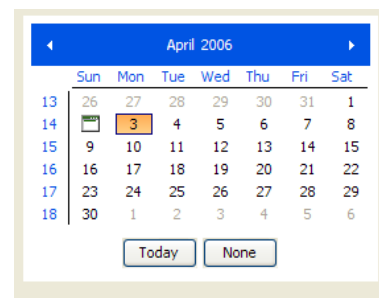 April 2006
Sun Mon Tue Wed Thu Fri Sat
13 26 27 28 29 30 31 1
14 3 4 5 6 7 8
15 9 10 11 12 13 14 15
16 16 17 18 19 20 21 22
17 23 24 25 26 27 28 29
18 30 1 2 3 4 5 6
Today None